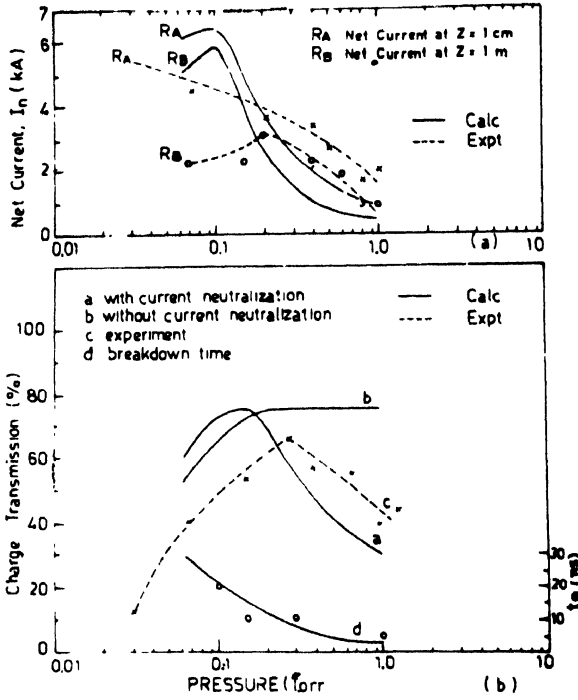 7
6
4
2
0
Net Current, In (kA)
RA
RB
RA
RB
RA Net Current at Z = 1 cm
RB Net Current at Z = 1 m
Calc
Expt
0.01
0.1
1.0
(a)
10
a with current neutralization
b without current neutralization
c experiment
d breakdown time
Calc
Expt
100
80
60
40
20
0
Charge Transmission (%)
b
c
a
d
30
20
10
0.01
0.1
1.0
10
PRESSURE (Torr
(b)